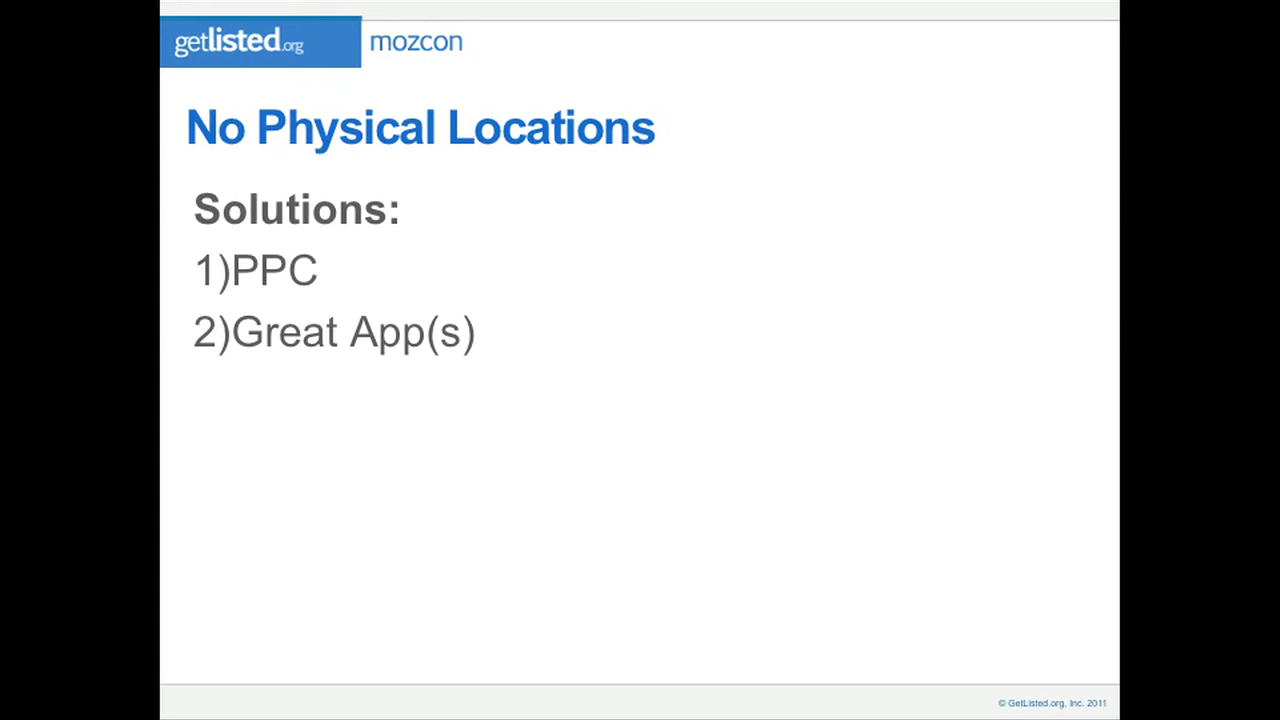 getlisted.org mozcon
No Physical Locations
Solutions:
1)PPC
2)Great App(s)
© GetListed.org, Inc. 2011